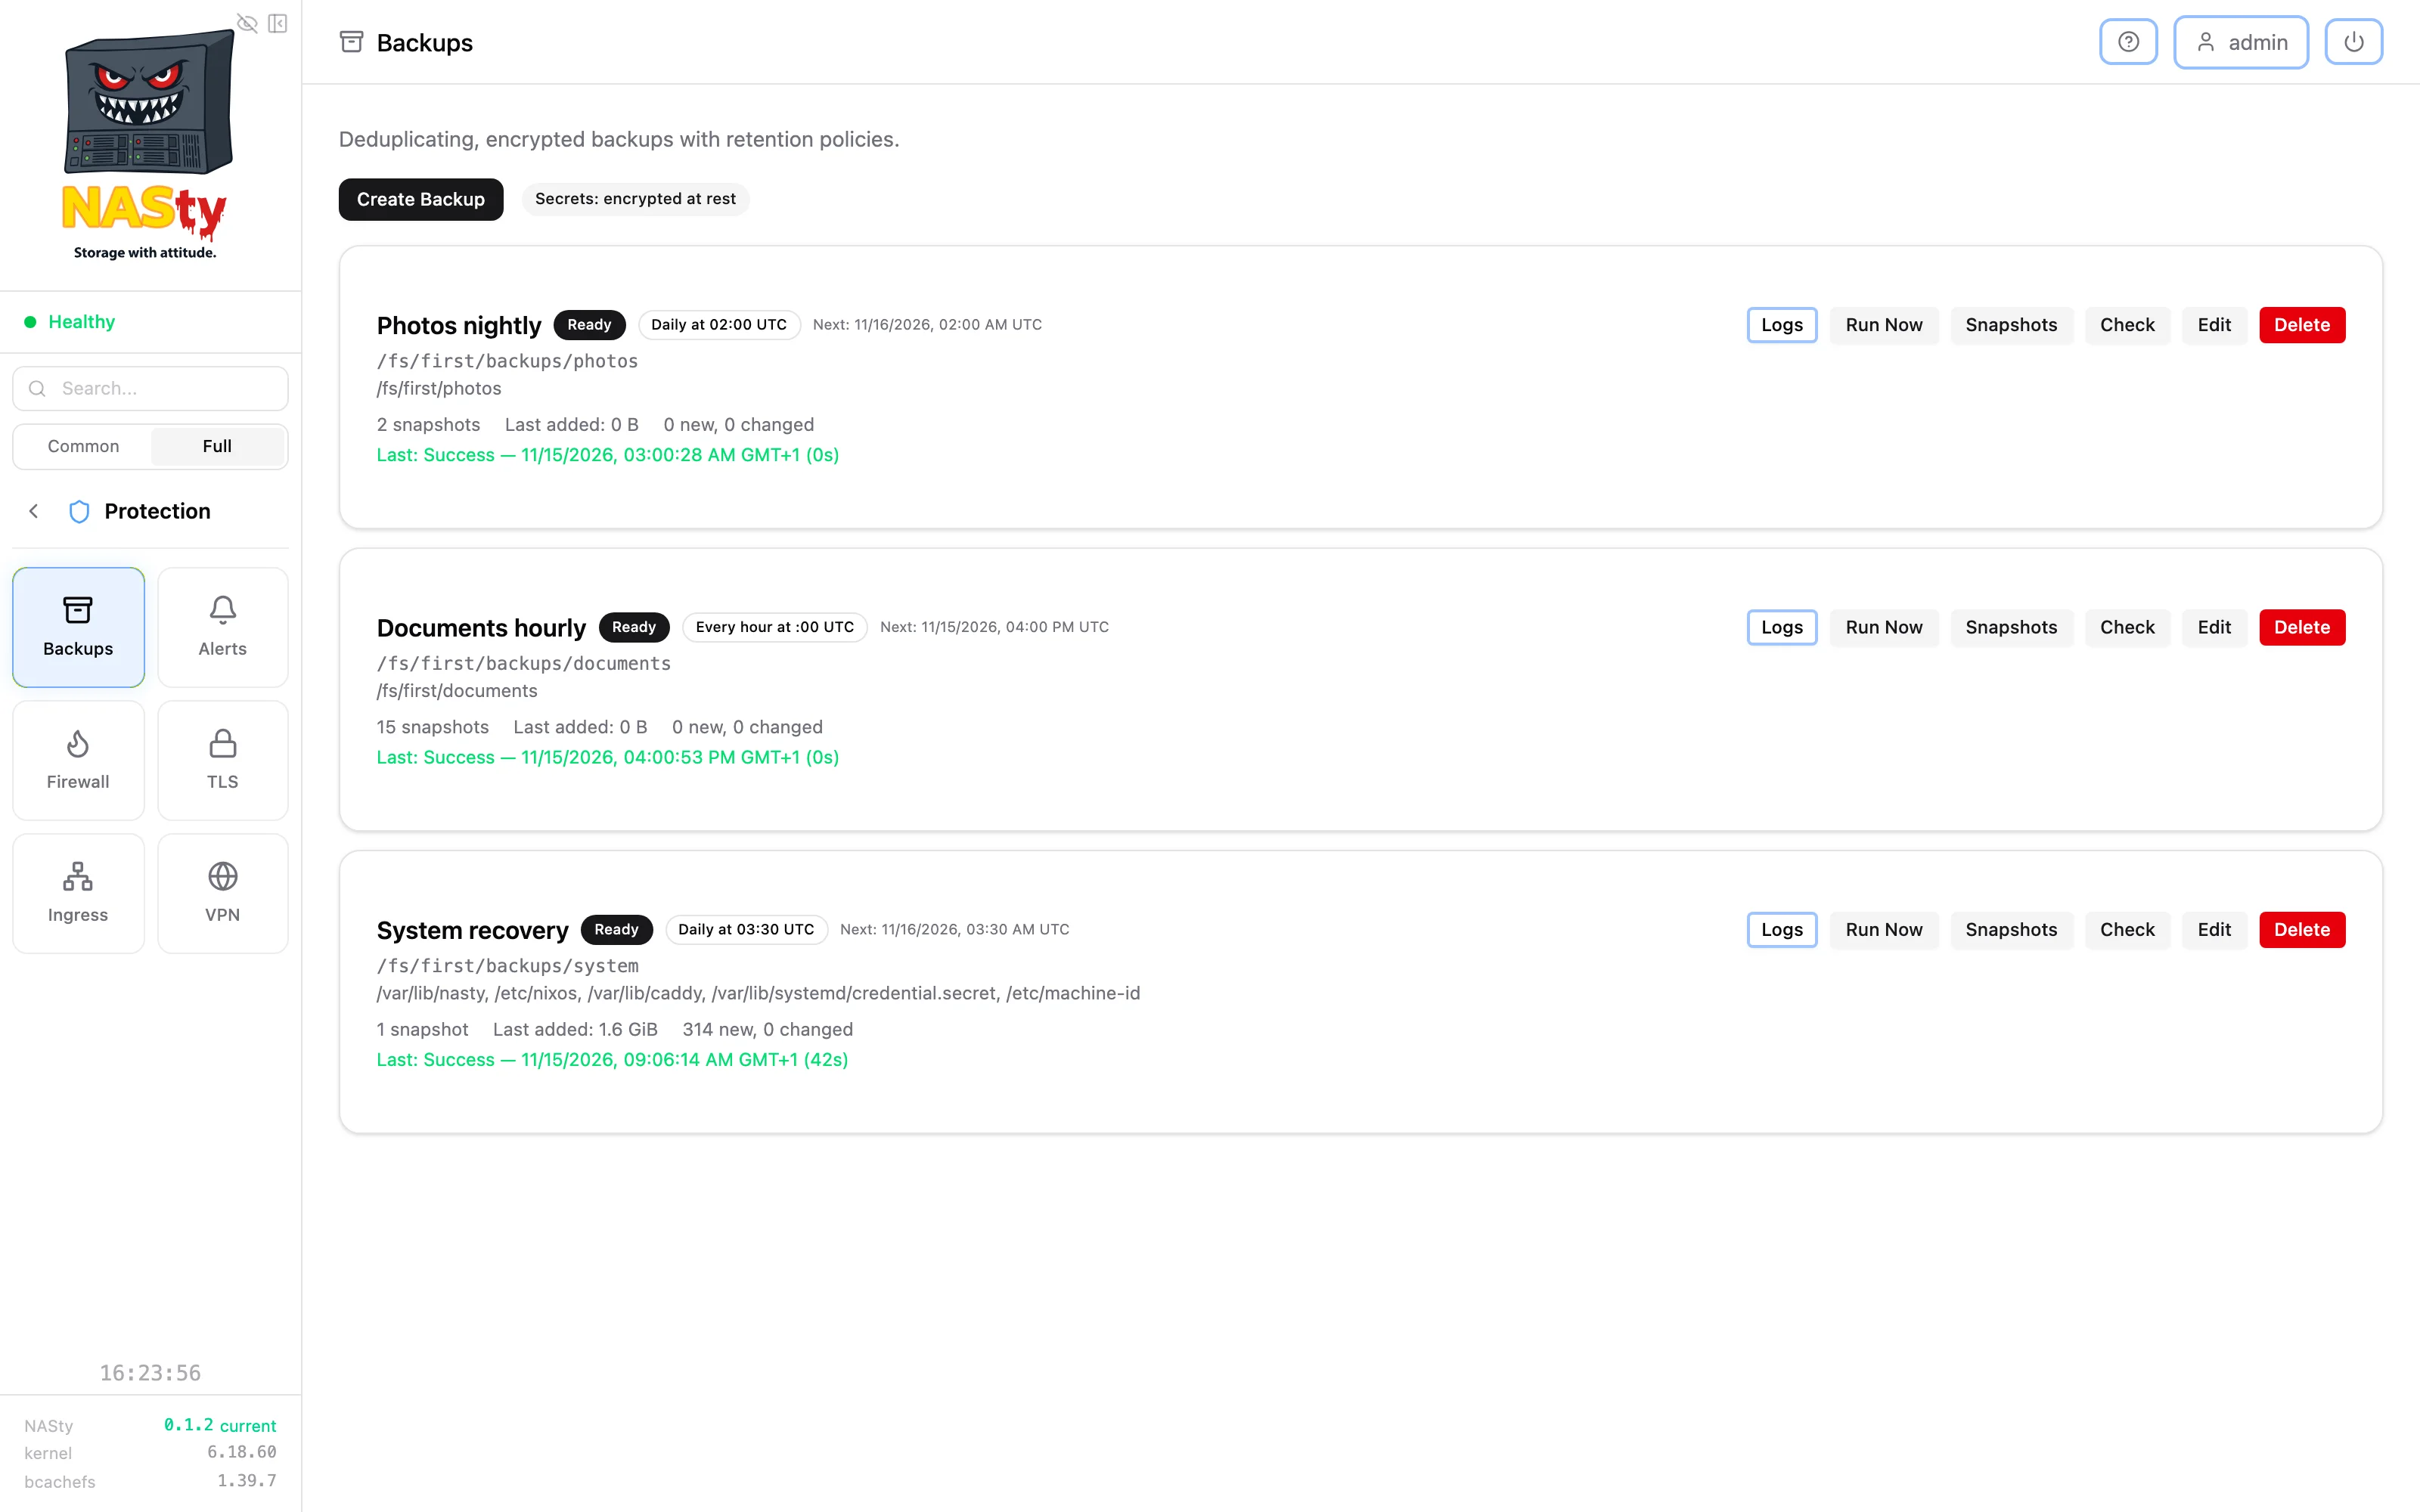 NASty
Storage with attitude.
Healthy
Search...
Common Full
Protection
Backups Alerts
Firewall TLS
Ingress VPN
16:23:56
NASty 0.1.2 current
kernel 6.18.60
bcachefs 1.39.7
Backups
admin
Deduplicating, encrypted backups with retention policies.
Create Backup Secrets: encrypted at rest
Photos nightly Ready Daily at 02:00 UTC Next: 11/16/2026, 02:00 AM UTC Logs Run Now Snapshots Check Edit Delete
/fs/first/backups/photos
/fs/first/photos
2 snapshots Last added: 0 B 0 new, 0 changed
Last: Success — 11/15/2026, 03:00:28 AM GMT+1 (0s)
Documents hourly Ready Every hour at :00 UTC Next: 11/15/2026, 04:00 PM UTC Logs Run Now Snapshots Check Edit Delete
/fs/first/backups/documents
/fs/first/documents
15 snapshots Last added: 0 B 0 new, 0 changed
Last: Success — 11/15/2026, 04:00:53 PM GMT+1 (0s)
System recovery Ready Daily at 03:30 UTC Next: 11/16/2026, 03:30 AM UTC Logs Run Now Snapshots Check Edit Delete
/fs/first/backups/system
/var/lib/nasty, /etc/nixos, /var/lib/caddy, /var/lib/systemd/credential.secret, /etc/machine-id
1 snapshot Last added: 1.6 GiB 314 new, 0 changed
Last: Success — 11/15/2026, 09:06:14 AM GMT+1 (42s)